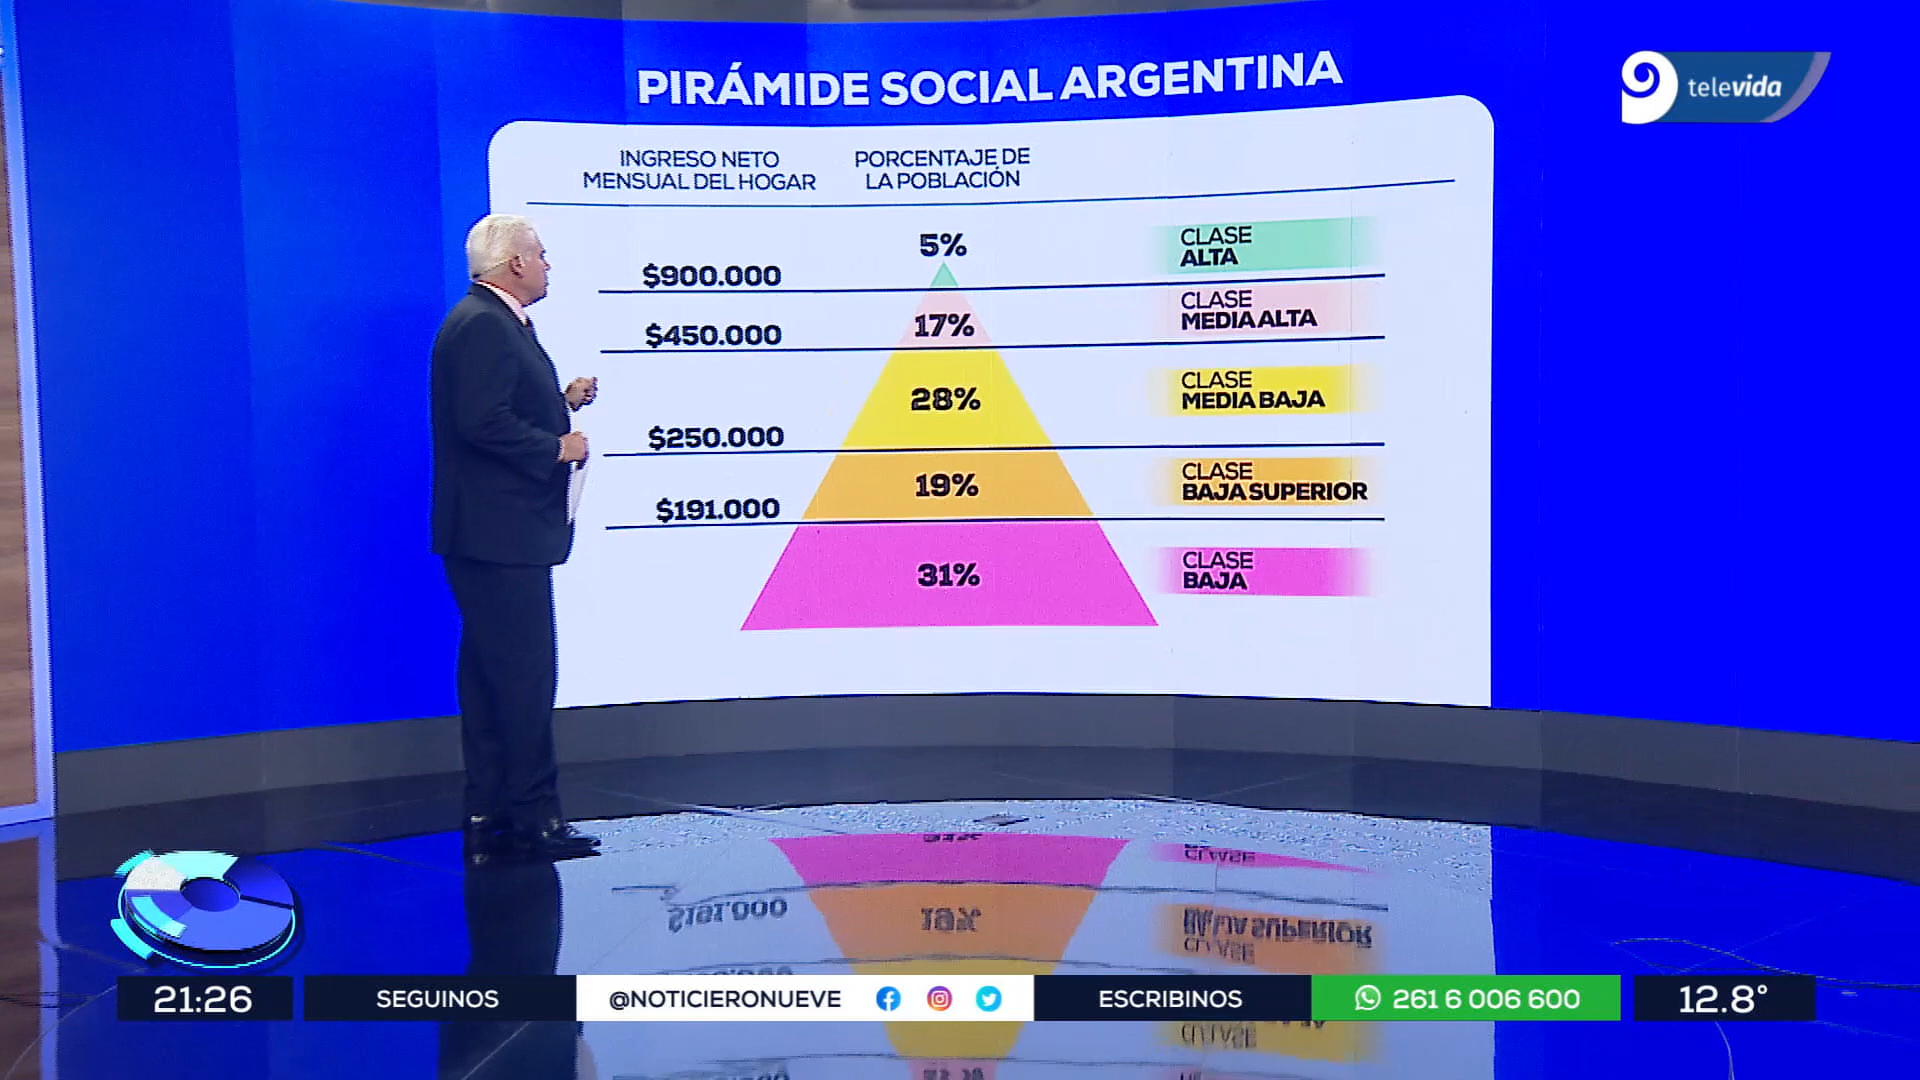 PIRÁMIDE SOCIAL ARGENTINA
9 televida
INGRESO NETO
MENSUAL DEL HOGAR
PORCENTAJE DE
LA POBLACIÓN
5%
CLASE
ALTA
$900.000
17%
CLASE
MEDIA ALTA
$450.000
28%
CLASE
MEDIA BAJA
$250.000
19%
CLASE
BAJA SUPERIOR
$191.000
31%
CLASE
BAJA
21:26
SEGUINOS
@NOTICIERONUEVE
ESCRIBINOS
261 6 006 600
12.8°